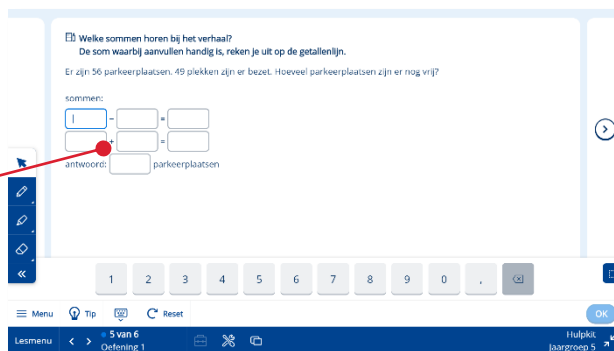 Welke sommen horen bij het verhaal?
De som waarbij aanvullen handig is, reken je uit op de getallenlijn.
Er zijn 56 parkeerplaatsen. 49 plekken zijn er bezet. Hoeveel parkeerplaatsen zijn er nog vrij?
sommen:
- =
+ =
antwoord: parkeerplaatsen
1 2 3 4 5 6 7 8 9 0 ,
Menu Tip Reset OK
Lesmenu 5 van 6 Hulpkit
Oefening 1 Jaargroep 5